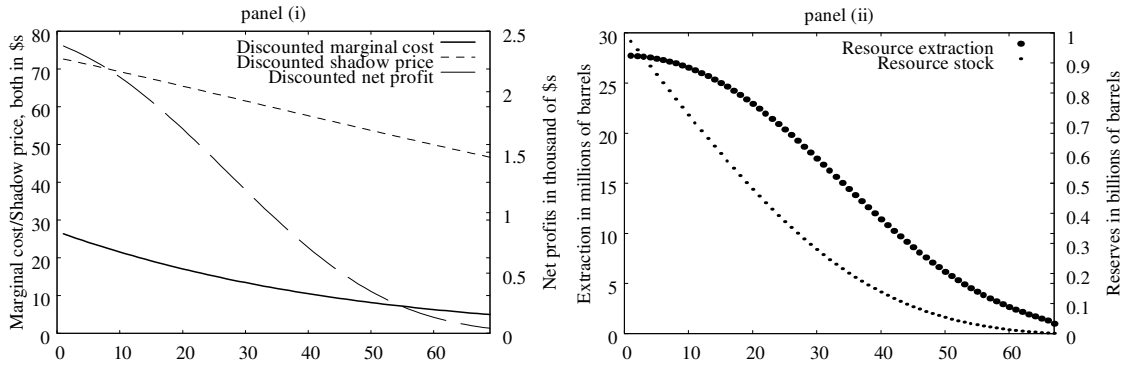 panel (i)
80
70
60
50
40
30
20
10
0
Marginal cost/Shadow price, both in $s
Discounted marginal cost
Discounted shadow price
Discounted net profit
2.5
2
1.5
1
0.5
0
Net profits in thousand of $s
0 10 20 30 40 50 60
panel (ii)
30
25
20
15
10
5
0
Extraction in millions of barrels
Resource extraction
Resource stock
1
0.9
0.8
0.7
0.6
0.5
0.4
0.3
0.2
0.1
0
Reserves in billions of barrels
0 10 20 30 40 50 60